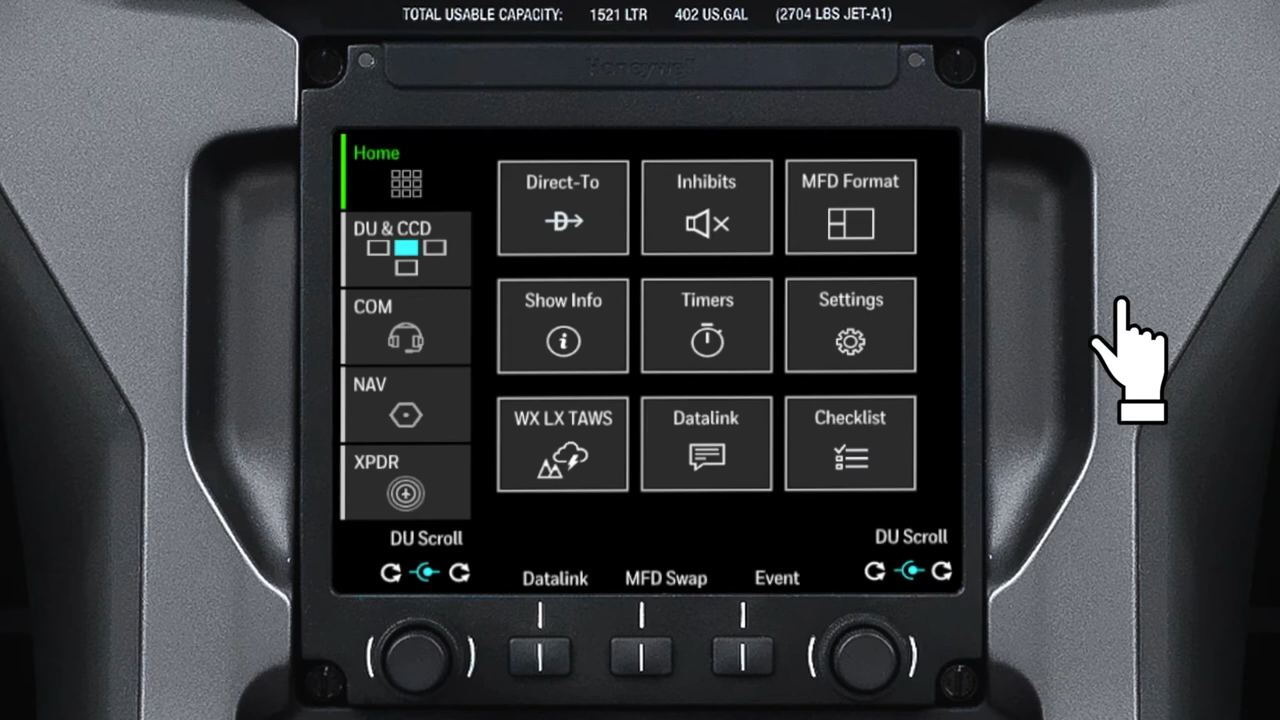 TOTAL USABLE CAPACITY: 1521 LTR 402 US.GAL (2704 LBS JET-A1)
Honeywell
Home
DU & CCD
COM
NAV
XPDR
Direct-To
Inhibits
MFD Format
Show Info
Timers
Settings
WX LX TAWS
Datalink
Checklist
DU Scroll
DU Scroll
Datalink
MFD Swap
Event